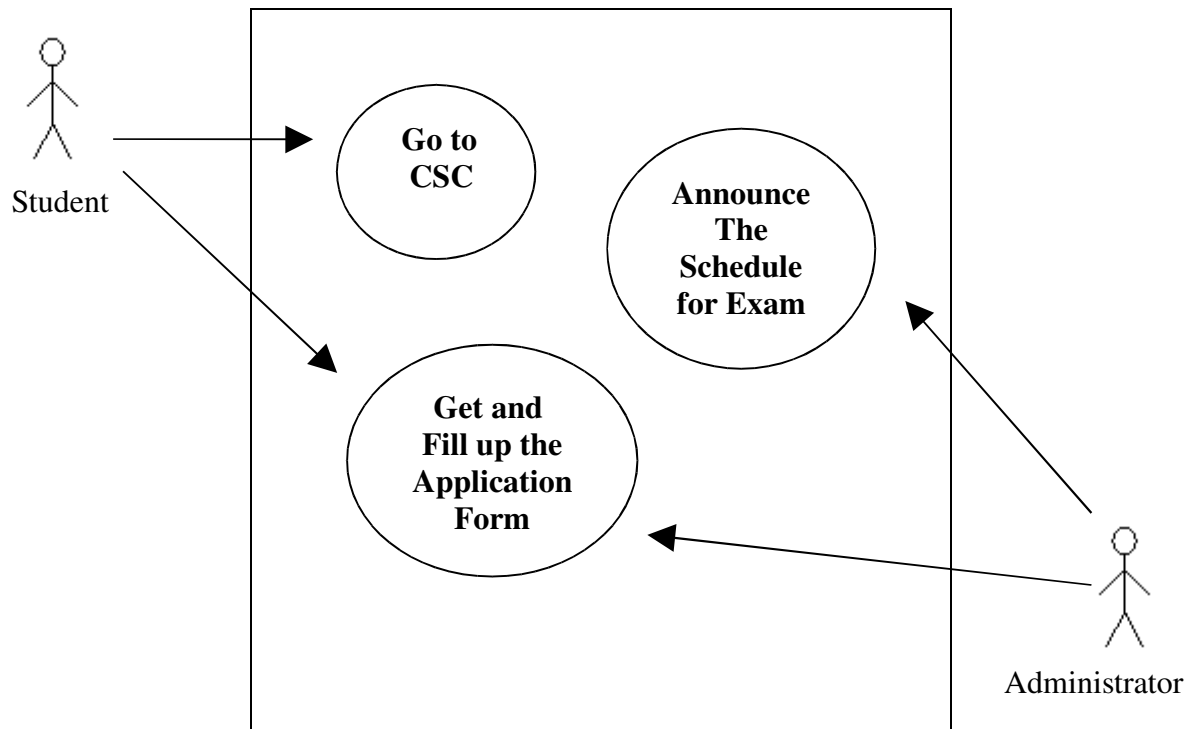 Student
Go to
CSC
Announce
The
Schedule
for Exam
Get and
Fill up the
Application
Form
Administrator